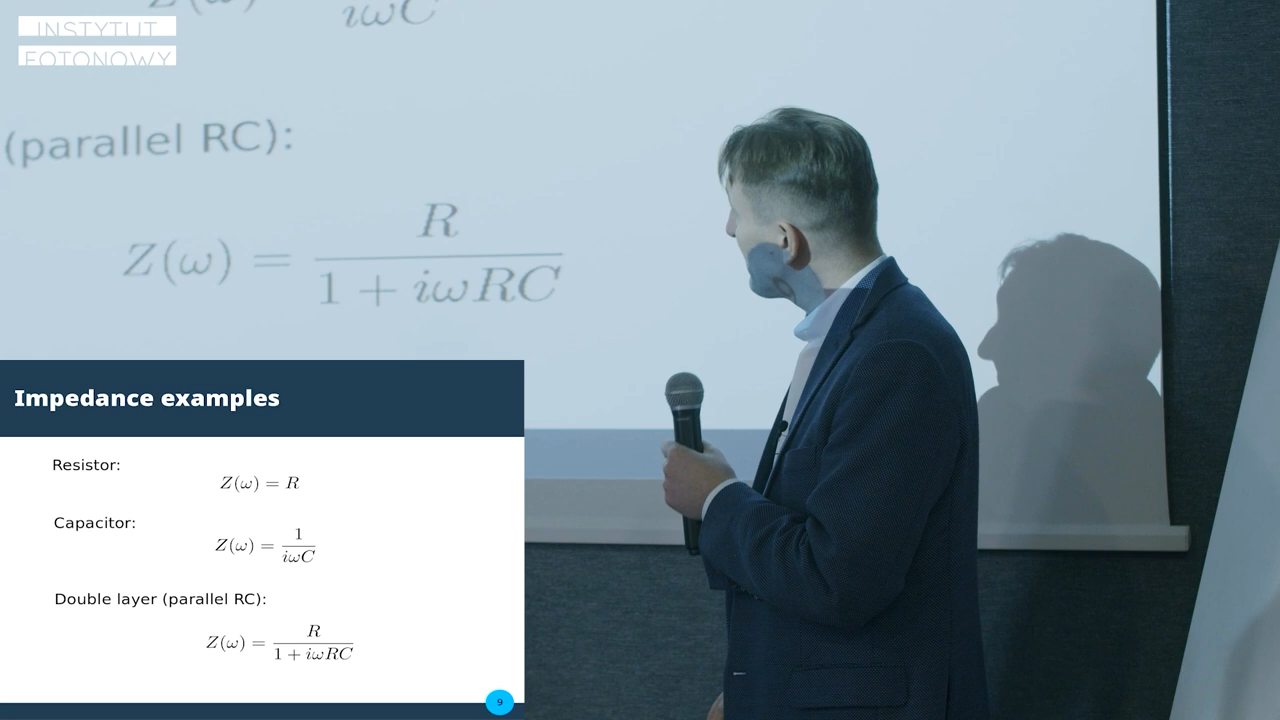 INSTYTUT
FOTONOWY
iωC
(parallel RC):
Z(ω) = R / (1 + iωRC)
Impedance examples
Resistor:
Z(ω) = R
Capacitor:
Z(ω) = 1 / (iωC)
Double layer (parallel RC):
Z(ω) = R / (1 + iωRC)
9